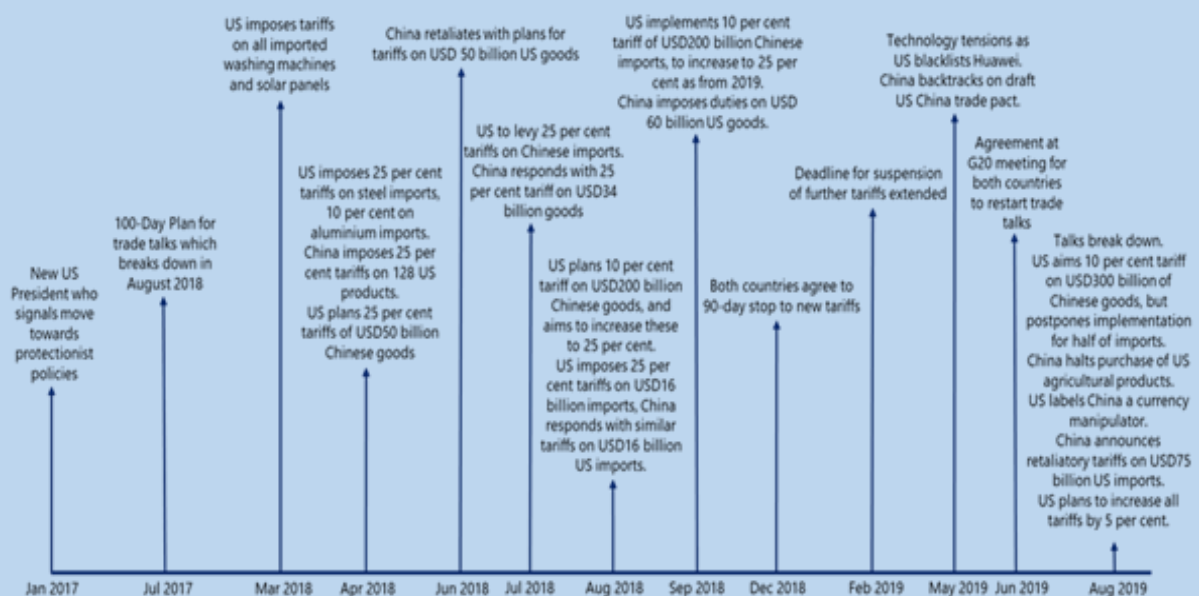 New US
President who
signals move
towards
protectionist
policies
100-Day Plan for
trade talks which
breaks down in
August 2018
US imposes tariffs
on all imported
washing machines
and solar panels
US imposes 25 per cent
tariffs on steel imports,
10 per cent on
aluminium imports.
China imposes 25 per
cent tariffs on 128 US
products.
US plans 25 per cent
tariffs of USD50 billion
Chinese goods
China retaliates with plans for
tariffs on USD 50 billion US goods
US to levy 25 per cent
tariffs on Chinese imports.
China responds with 25
per cent tariff on USD34
billion goods
US plans 10 per cent
tariff on USD200 billion
Chinese goods, and
aims to increase these
to 25 per cent.
US imposes 25 per
cent tariffs on USD16
billion imports, China
responds with similar
tariffs on USD16 billion
US imports.
US implements 10 per cent
tariff of USD200 billion Chinese
imports, to increase to 25 per
cent as from 2019.
China imposes duties on USD
60 billion US goods.
Both countries agree to
90-day stop to new tariffs
Deadline for suspension
of further tariffs extended
Technology tensions as
US blacklists Huawei.
China backtracks on draft
US China trade pact.
Agreement at
G20 meeting for
both countries
to restart trade
talks
Talks break down.
US aims 10 per cent tariff
on USD300 billion of
Chinese goods, but
postpones implementation
for half of imports.
China halts purchase of US
agricultural products.
US labels China a currency
manipulator.
China announces
retaliatory tariffs on USD75
billion US imports.
US plans to increase all
tariffs by 5 per cent.
Jan 2017
Jul 2017
Mar 2018
Apr 2018
Jun 2018
Jul 2018
Aug 2018
Sep 2018
Dec 2018
Feb 2019
May 2019
Jun 2019
Aug 2019